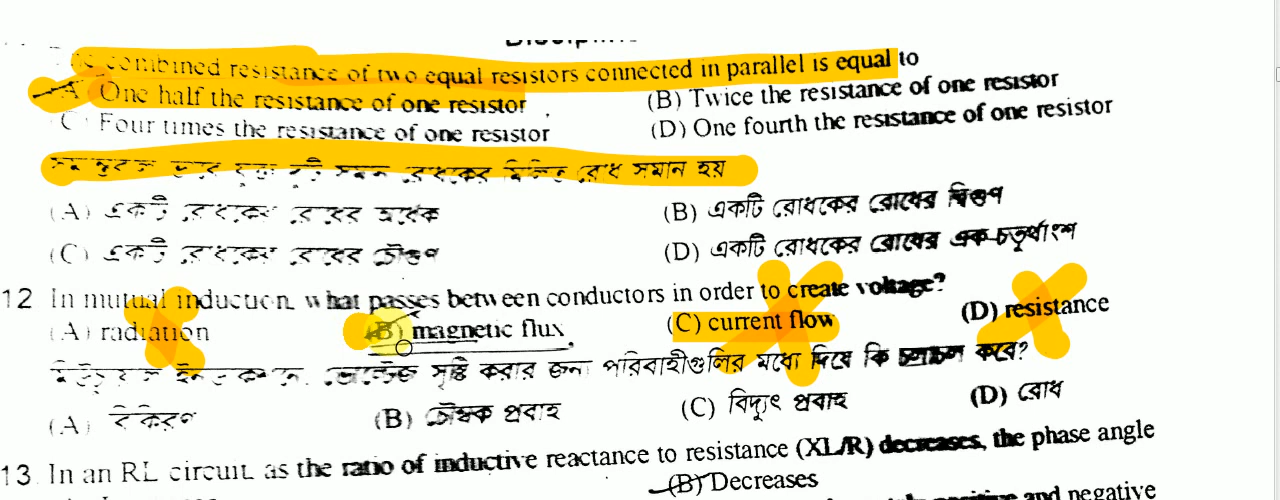 combined resistance of two equal resistors connected in parallel is equal to
A One half the resistance of one resistor (B) Twice the resistance of one resistor
C Four times the resistance of one resistor (D) One fourth the resistance of one resistor
রোধ সমান হয়
(A) একটি রোধকের রোধের অর্ধেক (B) একটি রোধকের রোধের দ্বিগুণ
(C) একটি রোধকের রোধের চৌগুণ (D) একটি রোধকের রোধের এক-চতুর্থাংশ
12 In mutual induction, what passes between conductors in order to create voltage?
(A) radiation (B) magnetic flux (C) current flow (D) resistance
সৃষ্টি করার জন্য পরিবাহীগুলির মধ্যে দিয়ে কি চলাচল করে?
(A) বিকিরণ (B) চৌম্বক প্রবাহ (C) বিদ্যুৎ প্রবাহ (D) রোধ
13. In an RL circuit, as the ratio of inductive reactance to resistance (XL/R) decreases, the phase angle
(B) Decreases
and negative